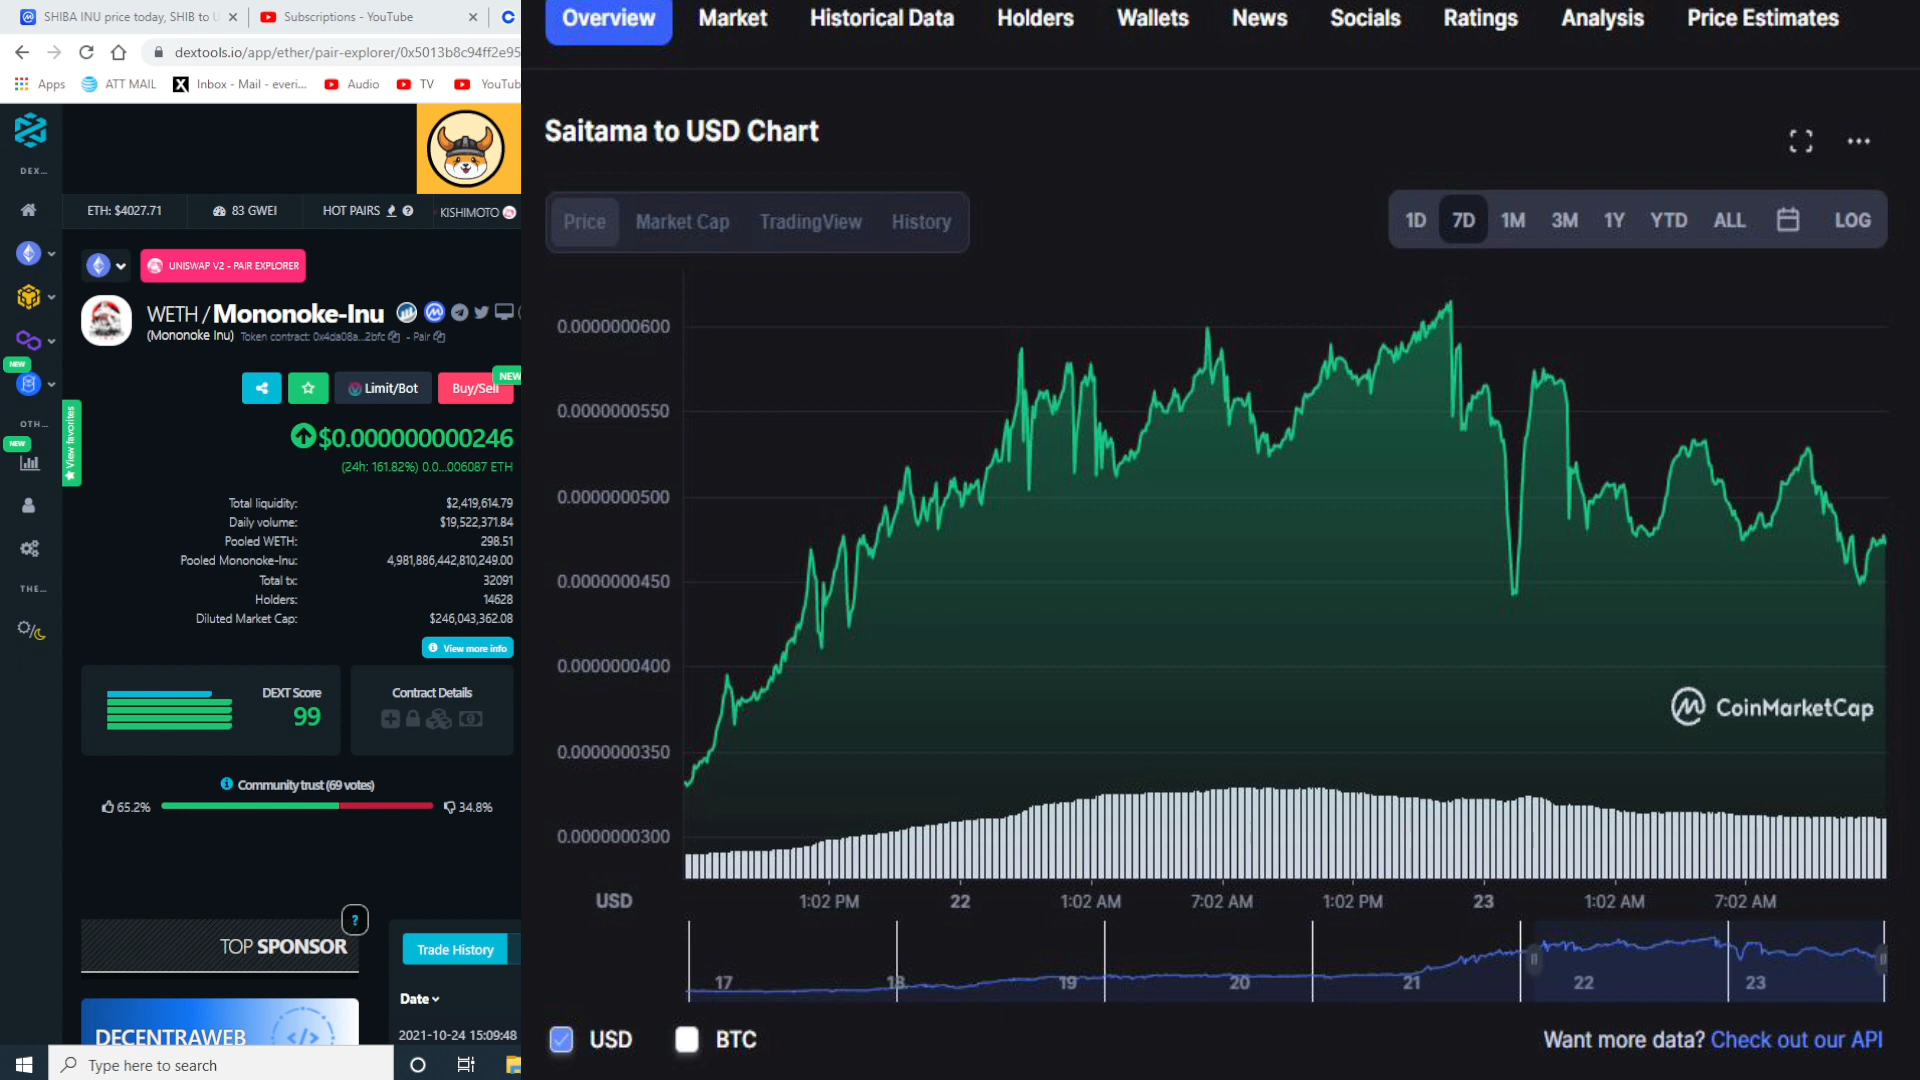 SHIBA INU price today, SHIB to U
Subscriptions - YouTube
dextools.io/app/ether/pair-explorer/0x5013b8c94ff2e95
Apps
ATT MAIL
Inbox - Mail - everi...
Audio
TV
YouTub
DEX...
ETH: $4027.71
83 GWEI
HOT PAIRS
KISHIMOTO
UNISWAP V2 - PAIR EXPLORER
WETH / Mononoke-Inu
(Mononoke Inu) Token contract: 0x4da08a...2bfc - Pair
NEW
Limit/Bot
Buy/Sell
NEW
OTH...
NEW
View favorites
$0.000000000246
(24h: 161.82%) 0.0...006087 ETH
Total liquidity: $2,419,614.79
Daily volume: $19,522,371.84
Pooled WETH: 298.51
Pooled Mononoke-Inu: 4,981,886,442,810,249.00
Total tx: 32091
Holders: 14628
Diluted Market Cap: $246,043,362.08
THE...
View more info
DEXT Score
99
Contract Details
Community trust (69 votes)
65.2%
34.8%
?
TOP SPONSOR
Trade History
Date
DECENTRAWEB
</>
2021-10-24 15:09:48
Type here to search
Overview
Market
Historical Data
Holders
Wallets
News
Socials
Ratings
Analysis
Price Estimates
Saitama to USD Chart
Price
Market Cap
TradingView
History
1D
7D
1M
3M
1Y
YTD
ALL
LOG
0.0000000600
0.0000000550
0.0000000500
0.0000000450
0.0000000400
0.0000000350
0.0000000300
CoinMarketCap
USD
1:02 PM
22
1:02 AM
7:02 AM
1:02 PM
23
1:02 AM
7:02 AM
17
18
19
20
21
22
23
USD
BTC
Want more data? Check out our API